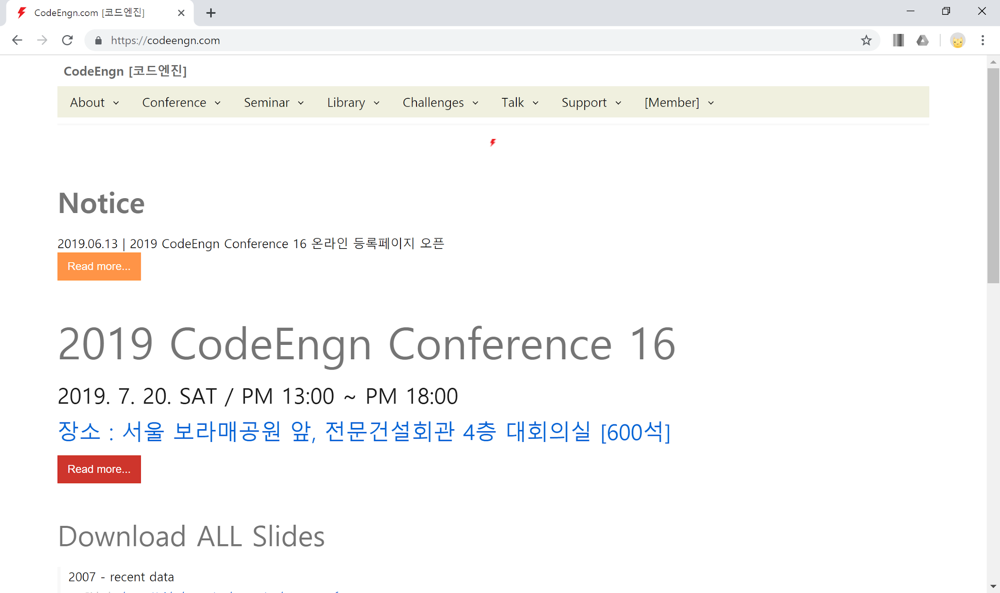 CodeEngn.com [코드엔진]
https://codeengn.com
CodeEngn [코드엔진]
About Conference Seminar Library Challenges Talk Support [Member]
Notice
2019.06.13 | 2019 CodeEngn Conference 16 온라인 등록페이지 오픈
Read more...
2019 CodeEngn Conference 16
2019. 7. 20. SAT / PM 13:00 ~ PM 18:00
장소 : 서울 보라매공원 앞, 전문건설회관 4층 대회의실 [600석]
Read more...
Download ALL Slides
2007 - recent data